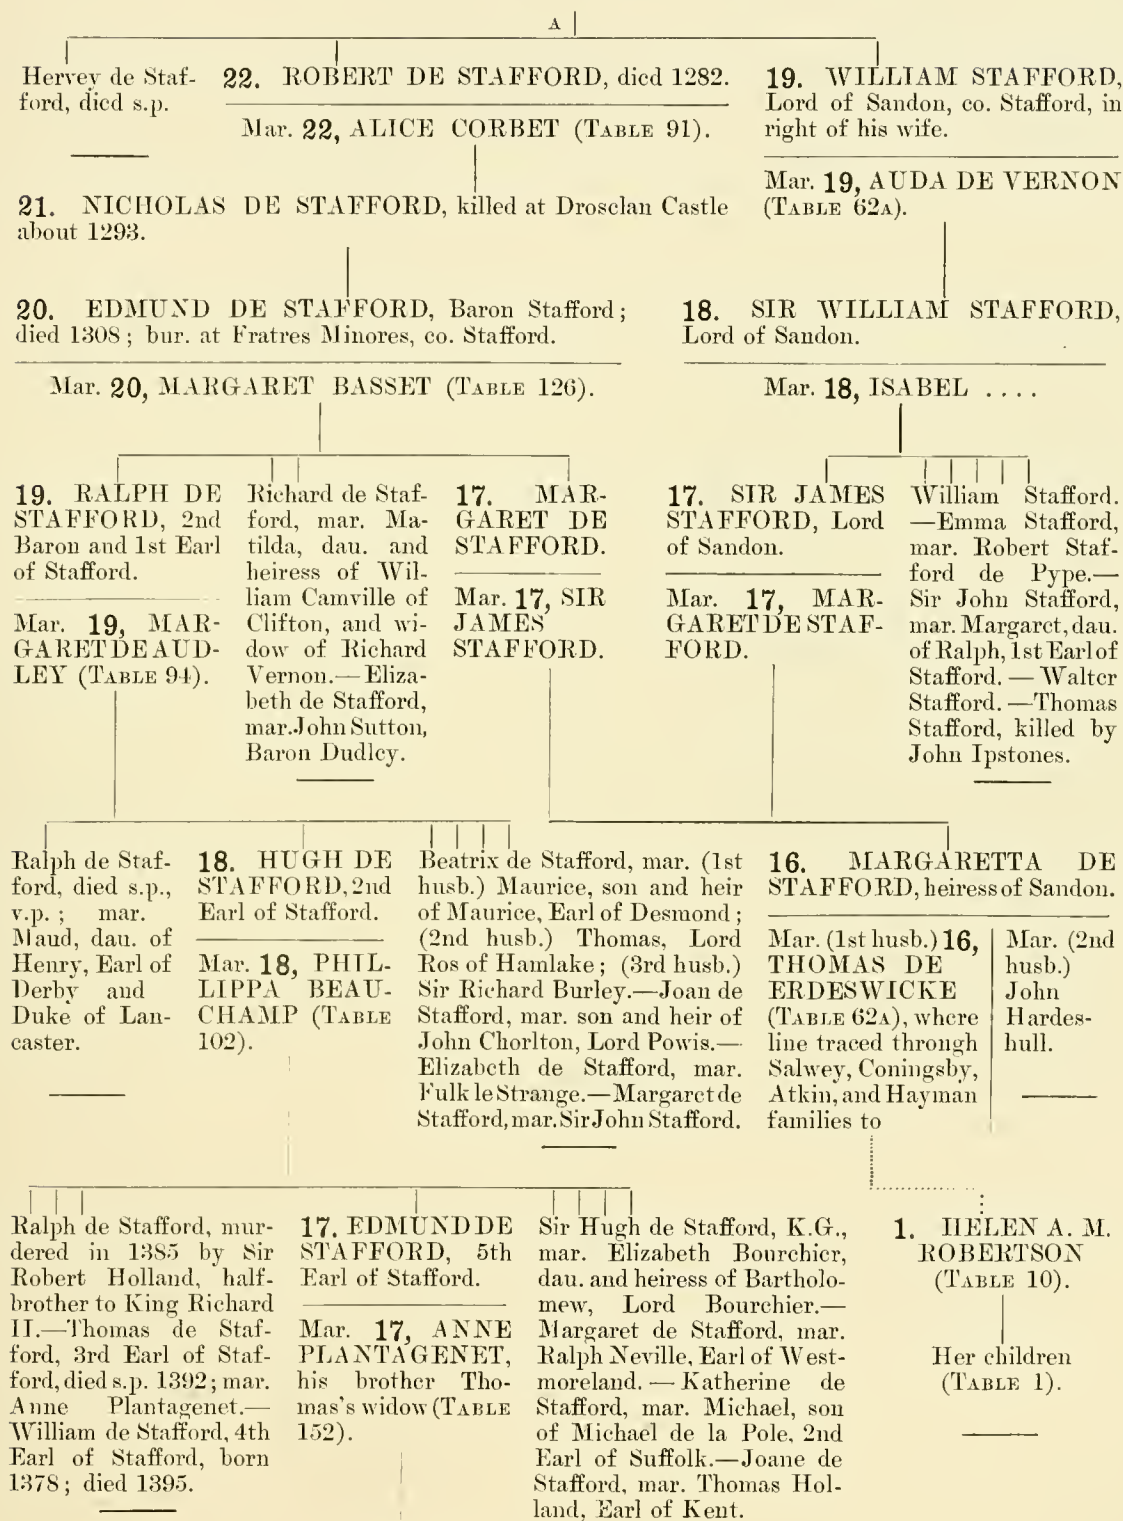 A
Hervey de Staf-
ford, died s.p.
22. ROBERT DE STAFFORD, died 1282.
Mar. 22, ALICE CORBET (TABLE 91).
19. WILLIAM STAFFORD,
Lord of Sandon, co. Stafford, in
right of his wife.
Mar. 19, AUDA DE VERNON
(TABLE 62A).
21. NICHOLAS DE STAFFORD, killed at Drosclan Castle
about 1293.
20. EDMUND DE STAFFORD, Baron Stafford;
died 1308; bur. at Fratres Minores, co. Stafford.
Mar. 20, MARGARET BASSET (TABLE 126).
18. SIR WILLIAM STAFFORD,
Lord of Sandon.
Mar. 18, ISABEL ....
19. RALPH DE
STAFFORD, 2nd
Baron and 1st Earl
of Stafford.
Mar. 19, MAR-
GARET DE AUD-
LEY (TABLE 94).
Richard de Staf-
ford, mar. Ma-
tilda, dau. and
heiress of Wil-
liam Camville of
Clifton, and wi-
dow of Richard
Vernon.—Eliza-
beth de Stafford,
mar. John Sutton,
Baron Dudley.
17. MAR-
GARET DE
STAFFORD.
Mar. 17, SIR
JAMES
STAFFORD.
17. SIR JAMES
STAFFORD, Lord
of Sandon.
Mar. 17, MAR-
GARET DE STAF-
FORD.
William Stafford.
—Emma Stafford,
mar. Robert Staf-
ford de Pype.—
Sir John Stafford,
mar. Margaret, dau.
of Ralph, 1st Earl of
Stafford. — Walter
Stafford. —Thomas
Stafford, killed by
John Ipstones.
Ralph de Staf-
ford, died s.p.,
v.p.; mar.
Maud, dau. of
Henry, Earl of
Derby and
Duke of Lan-
caster.
18. HUGH DE
STAFFORD, 2nd
Earl of Stafford.
Mar. 18, PHIL-
LIPPA BEAU-
CHAMP (TABLE
102).
Beatrix de Stafford, mar. (1st
husb.) Maurice, son and heir
of Maurice, Earl of Desmond;
(2nd husb.) Thomas, Lord
Ros of Hamlake; (3rd husb.)
Sir Richard Burley.—Joan de
Stafford, mar. son and heir of
John Chorlton, Lord Powis.—
Elizabeth de Stafford, mar.
Fulk le Strange.—Margaret de
Stafford, mar. Sir John Stafford.
16. MARGARETTA DE
STAFFORD, heiress of Sandon.
Mar. (1st husb.) 16,
THOMAS DE
ERDESWICKE
(TABLE 62A), where
line traced through
Salwey, Coningsby,
Atkin, and Hayman
families to
Mar. (2nd
husb.)
John
Hardes-
hull.
Ralph de Stafford, mur-
dered in 1385 by Sir
Robert Holland, half-
brother to King Richard
II.—Thomas de Staf-
ford, 3rd Earl of Staf-
ford, died s.p. 1392; mar.
Anne Plantagenet.—
William de Stafford, 4th
Earl of Stafford, born
1378; died 1395.
17. EDMUND DE
STAFFORD, 5th
Earl of Stafford.
Mar. 17, ANNE
PLANTAGENET,
his brother Tho-
mas's widow (TABLE
152).
Sir Hugh de Stafford, K.G.,
mar. Elizabeth Bourchier,
dau. and heiress of Bartholo-
mew, Lord Bourchier.—
Margaret de Stafford, mar.
Ralph Neville, Earl of West-
moreland. — Katherine de
Stafford, mar. Michael, son
of Michael de la Pole, 2nd
Earl of Suffolk.—Joane de
Stafford, mar. Thomas Hol-
land, Earl of Kent.
1. HELEN A. M.
ROBERTSON
(TABLE 10).
Her children
(TABLE 1).